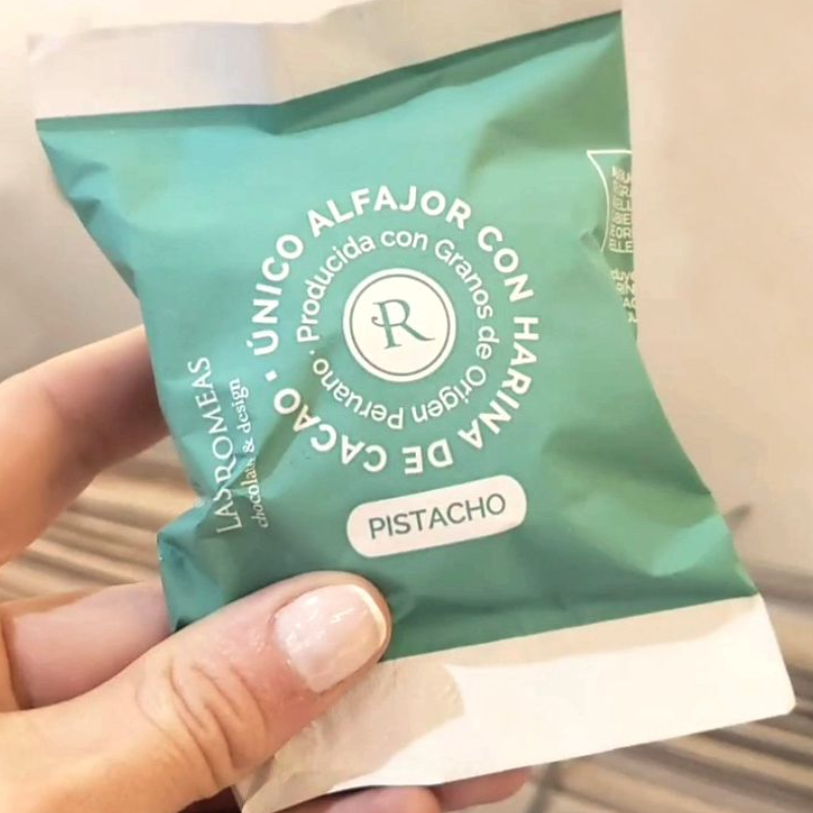 ÚNICO ALFAJOR CON HARINA DE CACAO •
Producida con Granos de Origen Peruano •
R
LAS ROMEAS
chocolate & design
PISTACHO